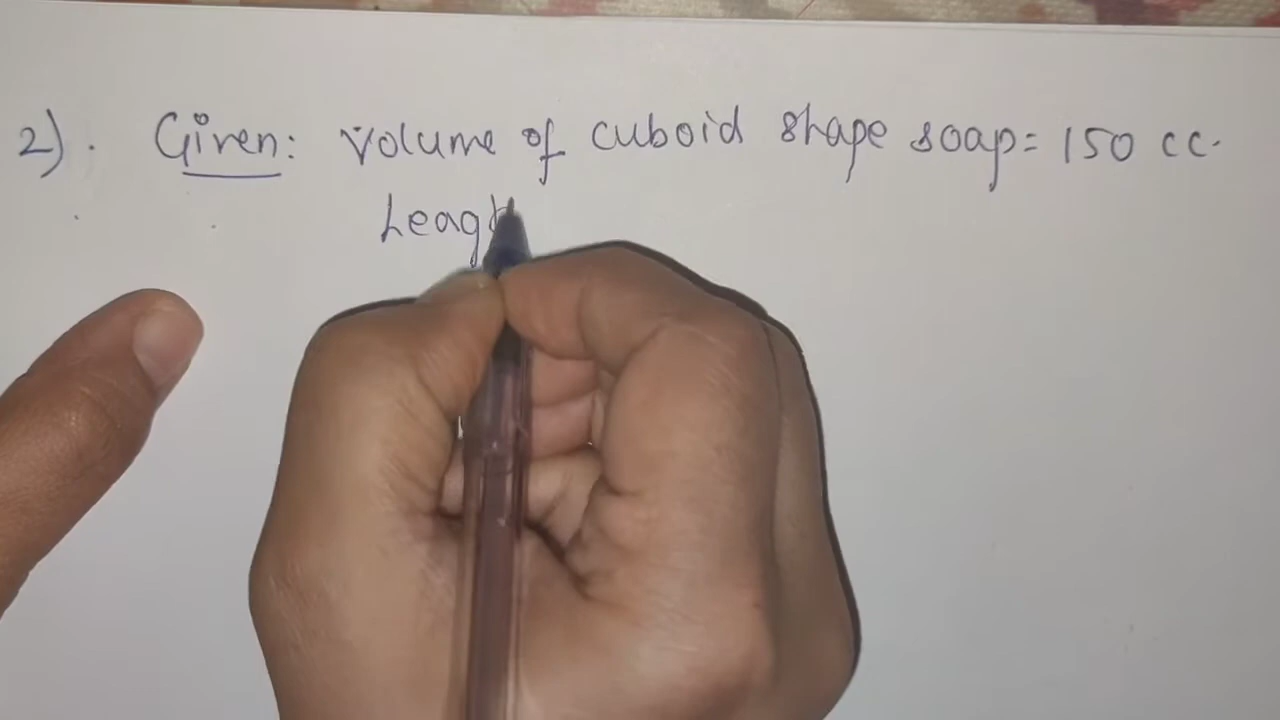 2). Given: Volume of cuboid shape soap= 150 cc.